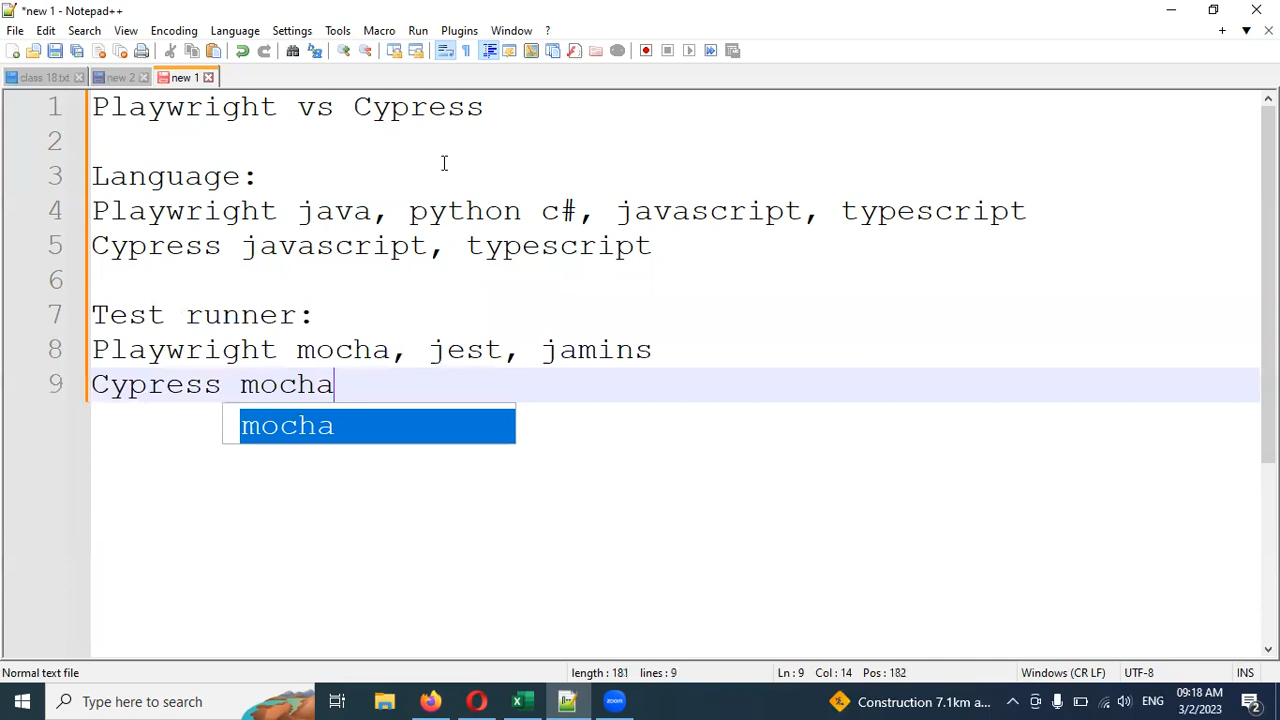 *new 1 - Notepad++
File Edit Search View Encoding Language Settings Tools Macro Run Plugins Window ?
class 18.txt new 2 new 1
1 Playwright vs Cypress
2
3 Language:
4 Playwright java, python c#, javascript, typescript
5 Cypress javascript, typescript
6
7 Test runner:
8 Playwright mocha, jest, jamins
9 Cypress mocha
mocha
Normal text file length : 181 lines : 9 Ln : 9 Col : 14 Pos : 182 Windows (CR LF) UTF-8 INS
Type here to search zoom Construction 7.1km a... ENG 09:18 AM 3/2/2023 2